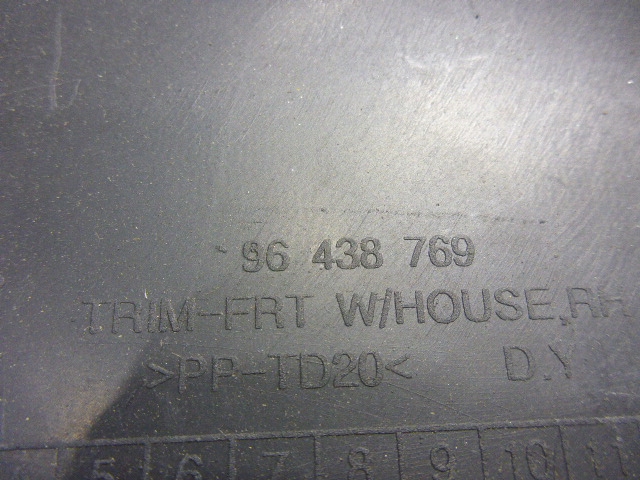 96 438 769
TRIM-FRT W/HOUSE,RH
>PP-TD20< D.Y
5 6 7 8 9 10 11